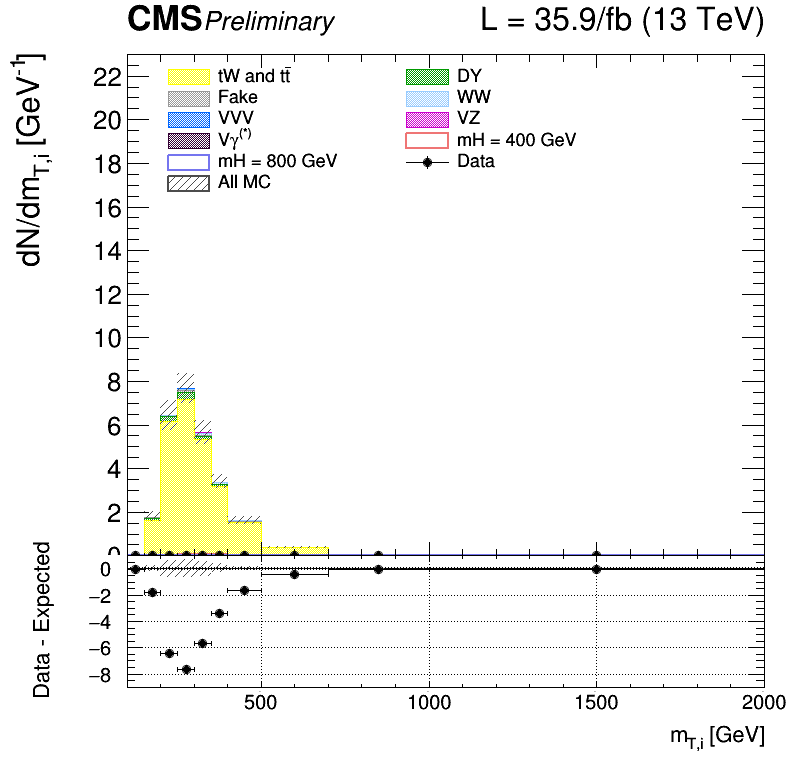 CMS Preliminary L = 35.9/fb (13 TeV)
dN/dm_{T,i} [GeV⁻¹]
22
20
18
16
14
12
10
8
6
4
2
0
tW and tt̄
DY
Fake
WW
VVV
VZ
Vγ^(*)
mH = 400 GeV
mH = 800 GeV
Data
All MC
Data - Expected
0
−2
−4
−6
−8
500 1000 1500 2000
m_{T,i} [GeV]